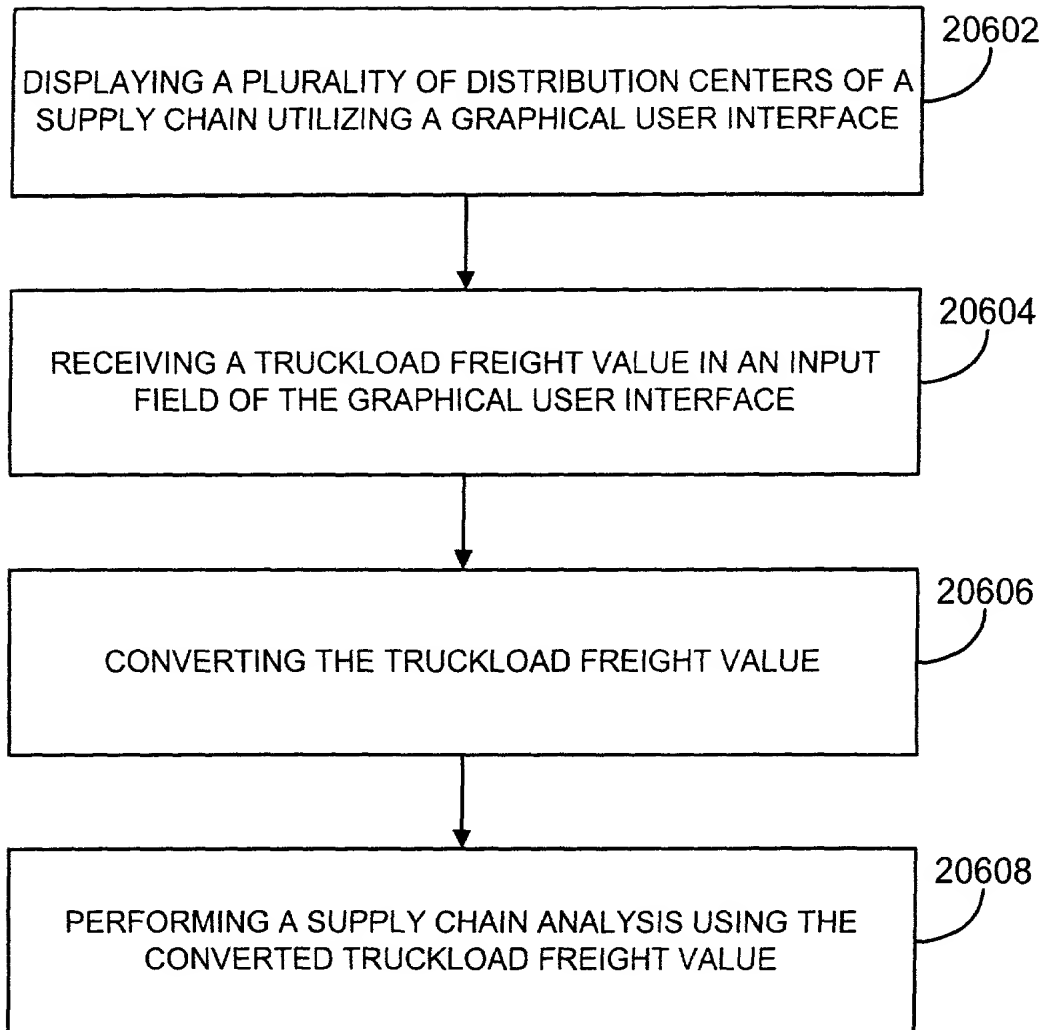 20602
DISPLAYING A PLURALITY OF DISTRIBUTION CENTERS OF A
SUPPLY CHAIN UTILIZING A GRAPHICAL USER INTERFACE
20604
RECEIVING A TRUCKLOAD FREIGHT VALUE IN AN INPUT
FIELD OF THE GRAPHICAL USER INTERFACE
20606
CONVERTING THE TRUCKLOAD FREIGHT VALUE
20608
PERFORMING A SUPPLY CHAIN ANALYSIS USING THE
CONVERTED TRUCKLOAD FREIGHT VALUE